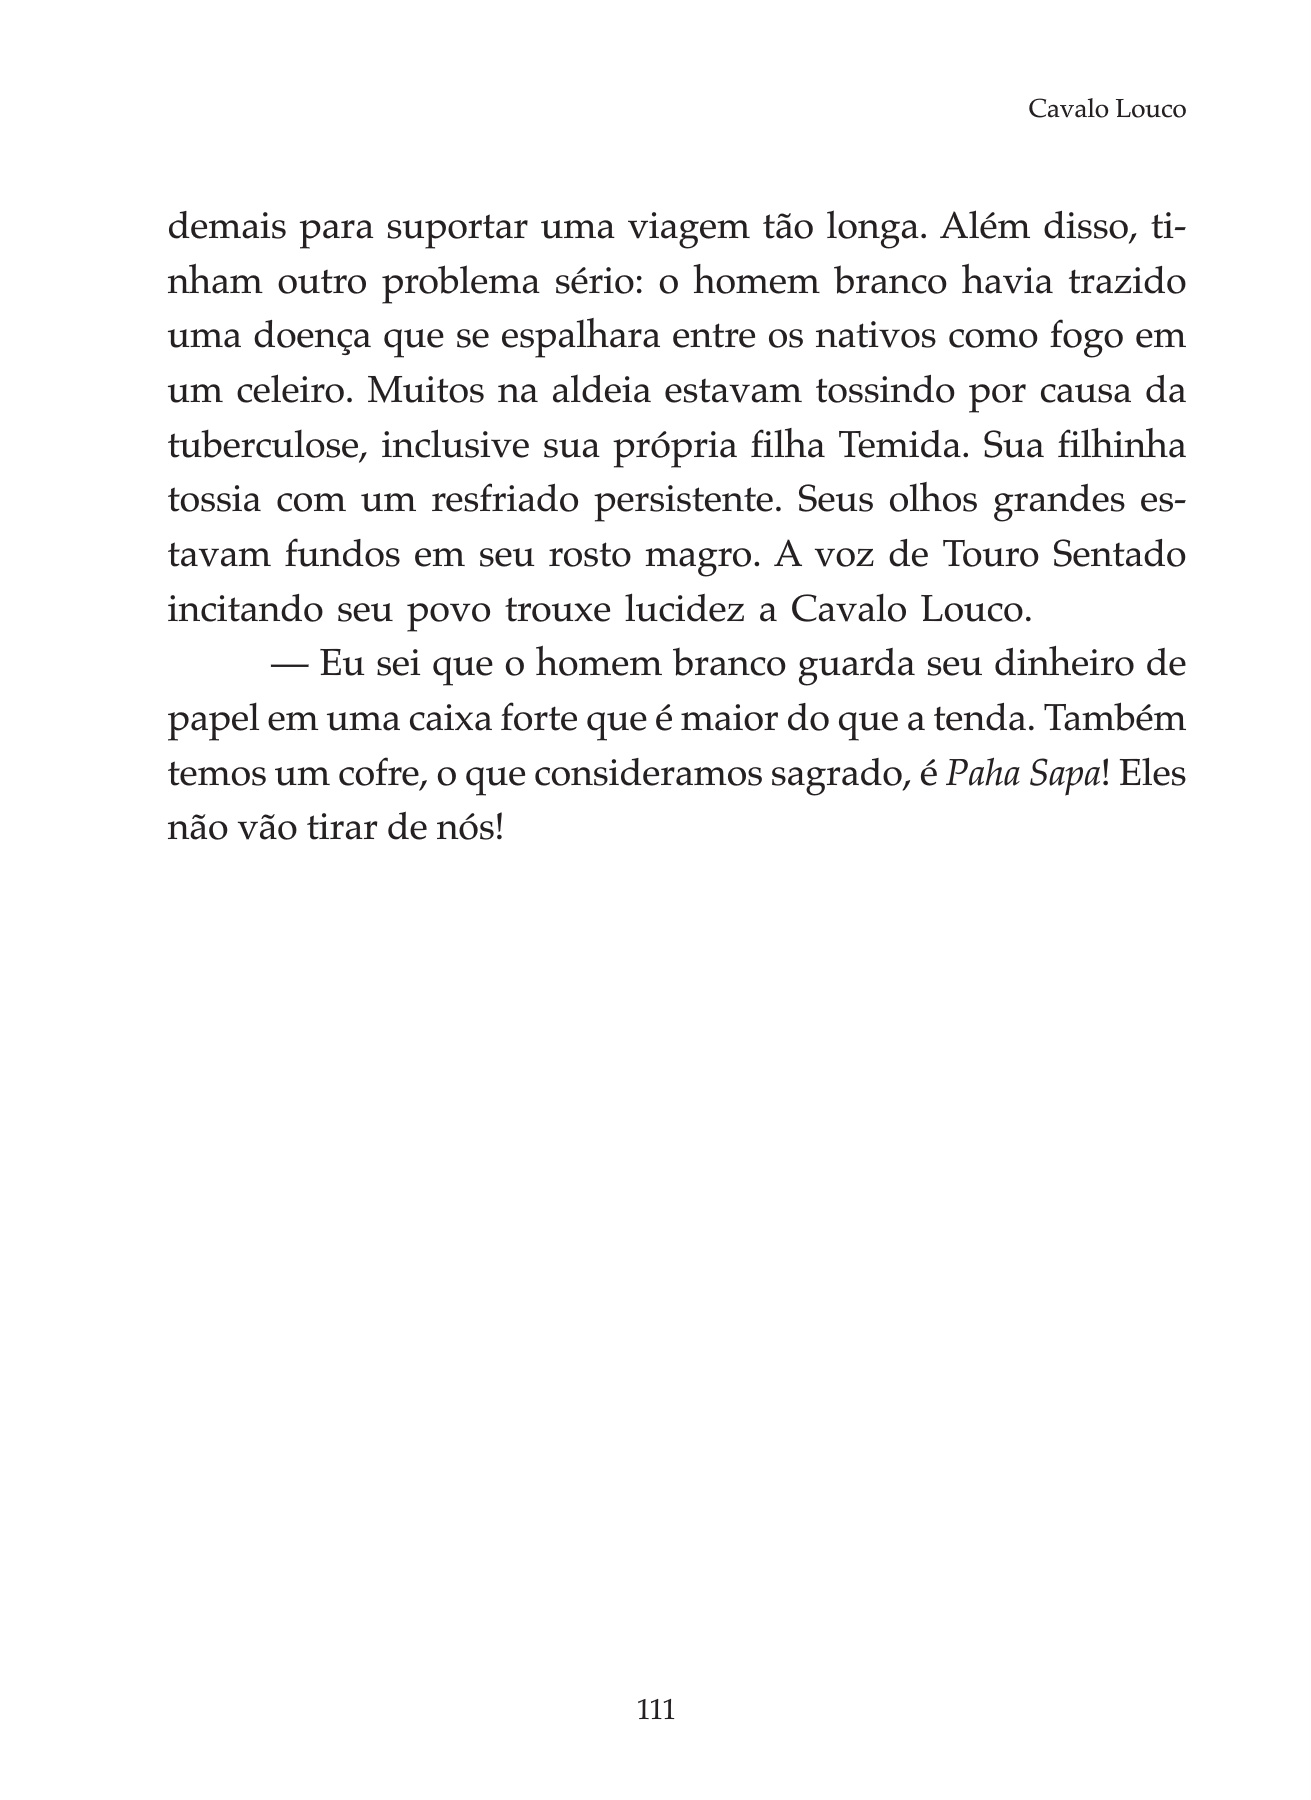 Cavalo Louco
demais para suportar uma viagem tão longa. Além disso, ti-
nham outro problema sério: o homem branco havia trazido
uma doença que se espalhara entre os nativos como fogo em
um celeiro. Muitos na aldeia estavam tossindo por causa da
tuberculose, inclusive sua própria filha Temida. Sua filhinha
tossia com um resfriado persistente. Seus olhos grandes es-
tavam fundos em seu rosto magro. A voz de Touro Sentado
incitando seu povo trouxe lucidez a Cavalo Louco.
— Eu sei que o homem branco guarda seu dinheiro de
papel em uma caixa forte que é maior do que a tenda. Também
temos um cofre, o que consideramos sagrado, é Paha Sapa! Eles
não vão tirar de nós!
111